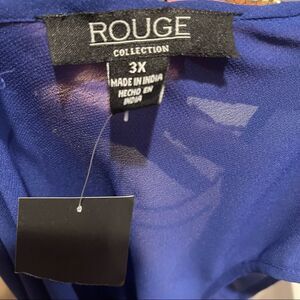 ROUGE
COLLECTION
3X
MADE IN INDIA
HECHO EN
INDIA